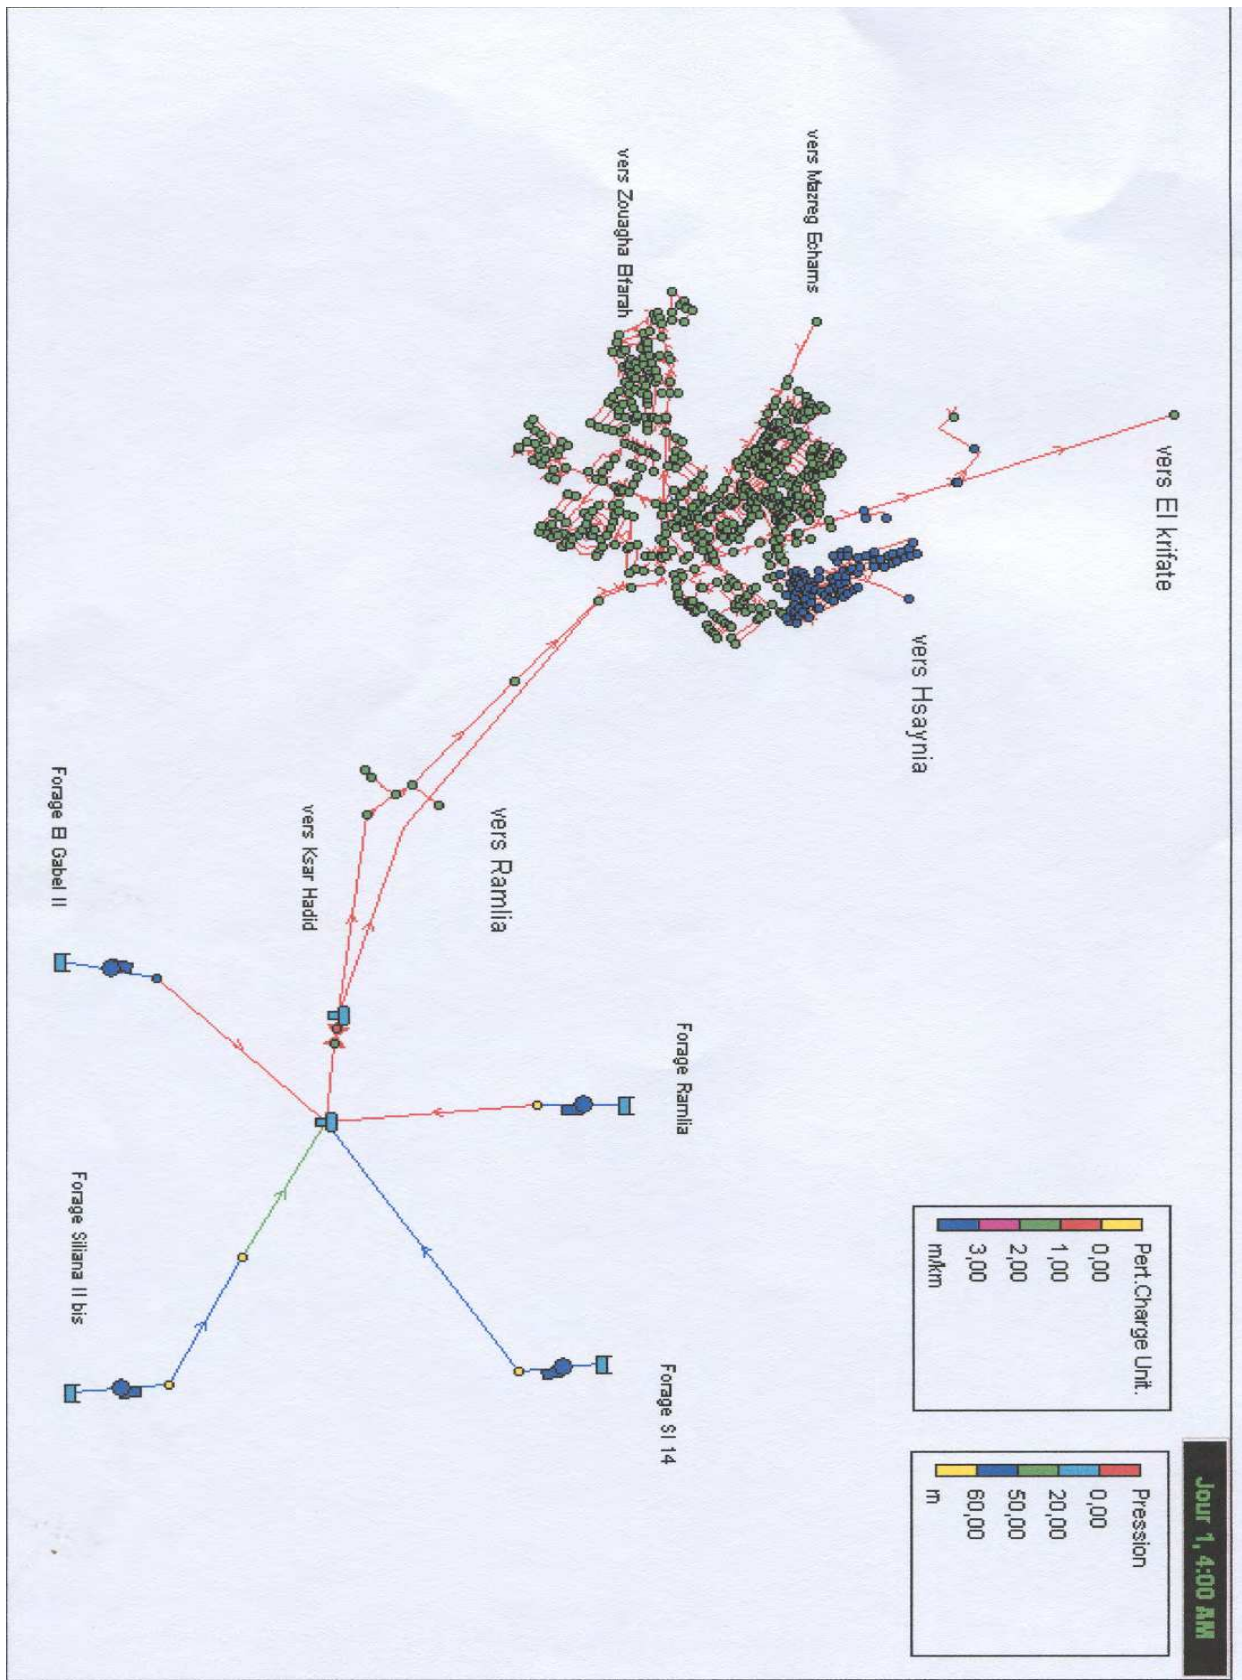 Jour 1, 4:00 AM
Pression
0,00
20,00
50,00
60,00
m
Pert.Charge Unit.
0,00
1,00
2,00
3,00
m/km
vers El krifate
vers Hsaynia
vers Mazreg Echams
vers Zouagha Bfarah
vers Ramlia
vers Ksar Hadid
Forage El Gabel II
Forage Ramlia
Forage SI 14
Forage Siliana II bis